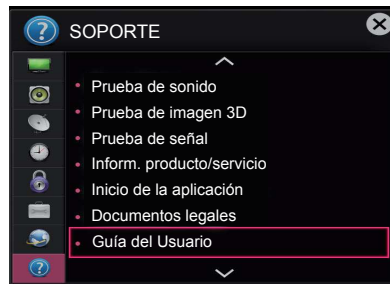 SOPORTE
Prueba de sonido
Prueba de imagen 3D
Prueba de señal
Inform. producto/servicio
Inicio de la aplicación
Documentos legales
Guía del Usuario